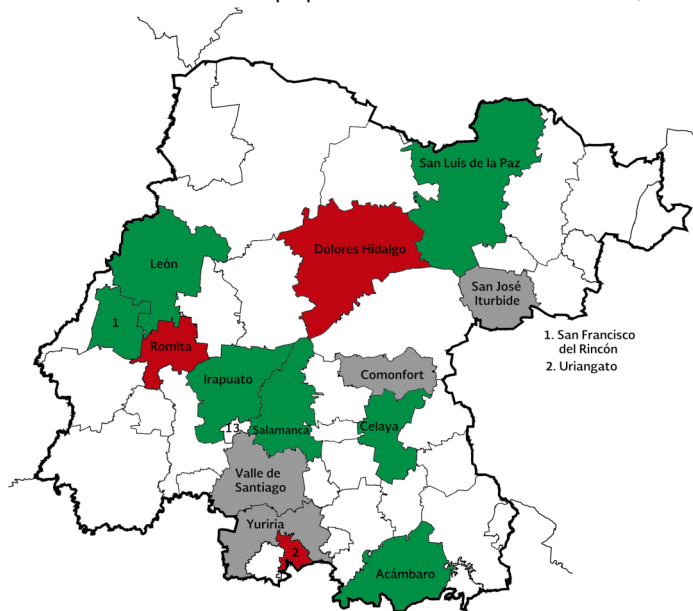 San Luis de la Paz
Dolores Hidalgo
León
San José
Iturbide
1
1. San Francisco
del Rincón
2. Uriangato
Romita
Comonfort
Irapuato
13
Salamanca
Celaya
Valle de
Santiago
Yuriria
2
Acámbaro